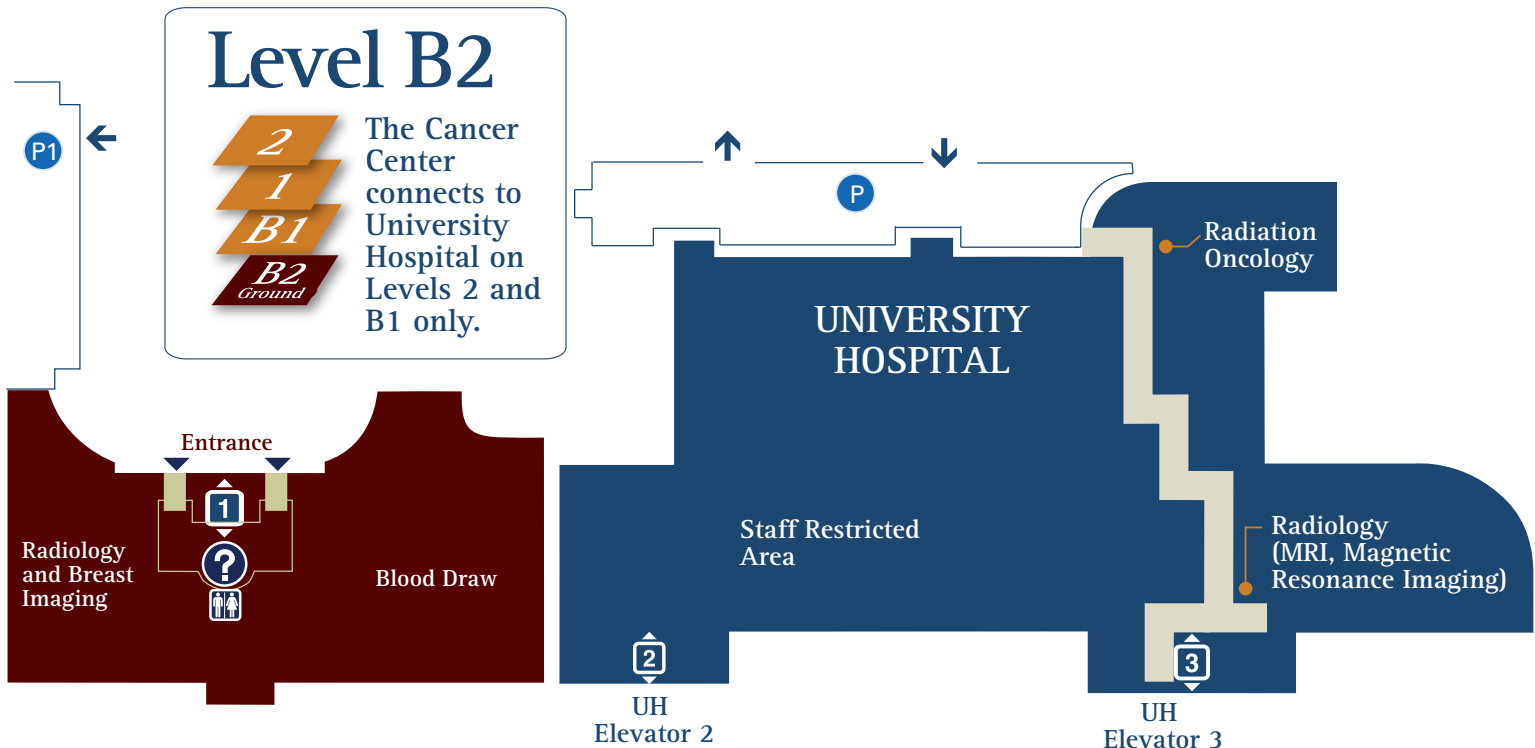 Level B2
2
1
B1
B2
Ground
The Cancer
Center
connects to
University
Hospital on
Levels 2 and
B1 only.
P1
P
Radiation
Oncology
UNIVERSITY
HOSPITAL
Entrance
1
?
Radiology
and Breast
Imaging
Blood Draw
Staff Restricted
Area
Radiology
(MRI, Magnetic
Resonance Imaging)
2
UH
Elevator 2
3
UH
Elevator 3